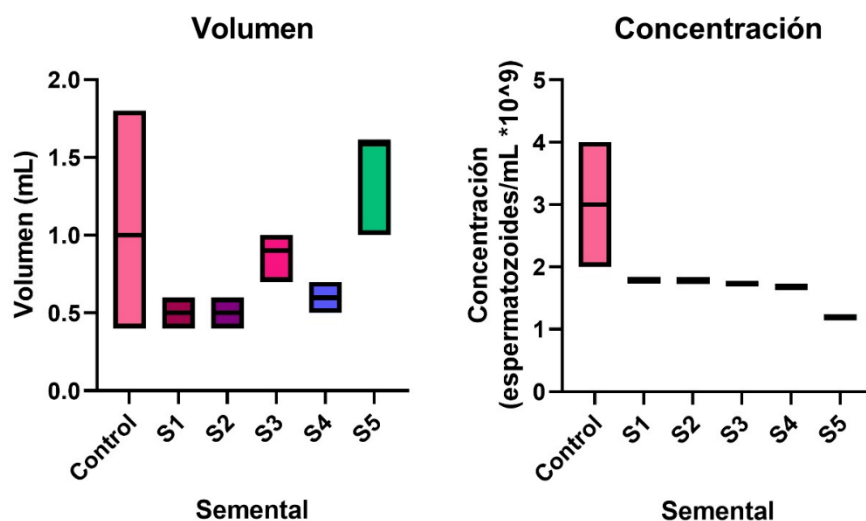 Volumen
Volumen (mL)
2.0
1.5
1.0
0.5
0.0
Control
S1
S2
S3
S4
S5
Semental
Concentración
Concentración
(espermatozoides/mL *10^9)
5
4
3
2
1
0
Control
S1
S2
S3
S4
S5
Semental